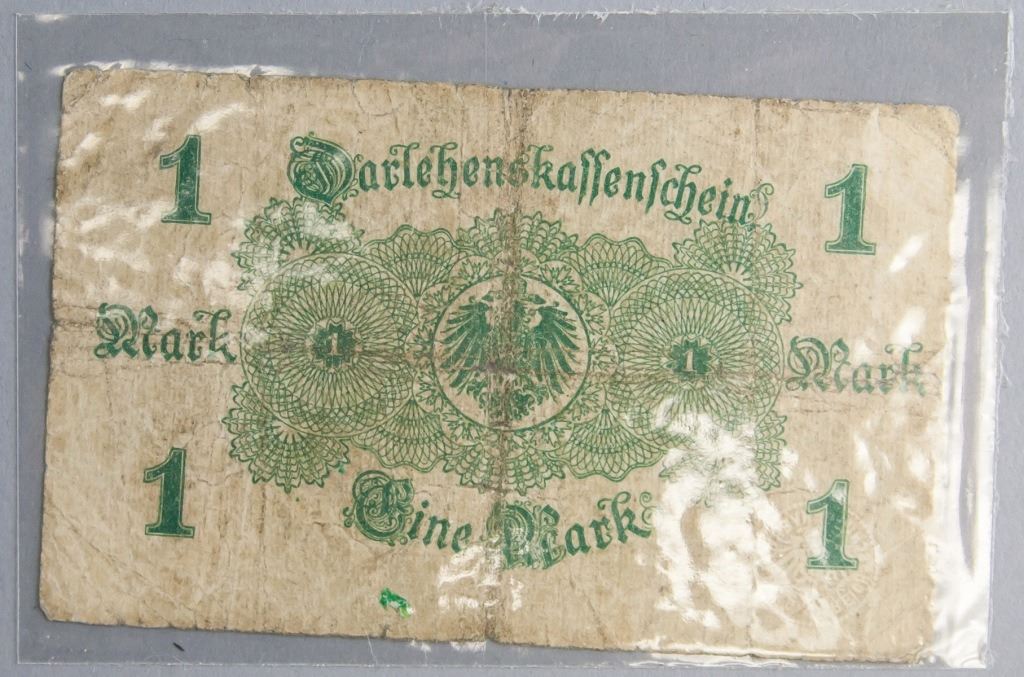 1 Darlehenskassenschein 1
Mark 1 1 Mark
1 Eine Mark 1